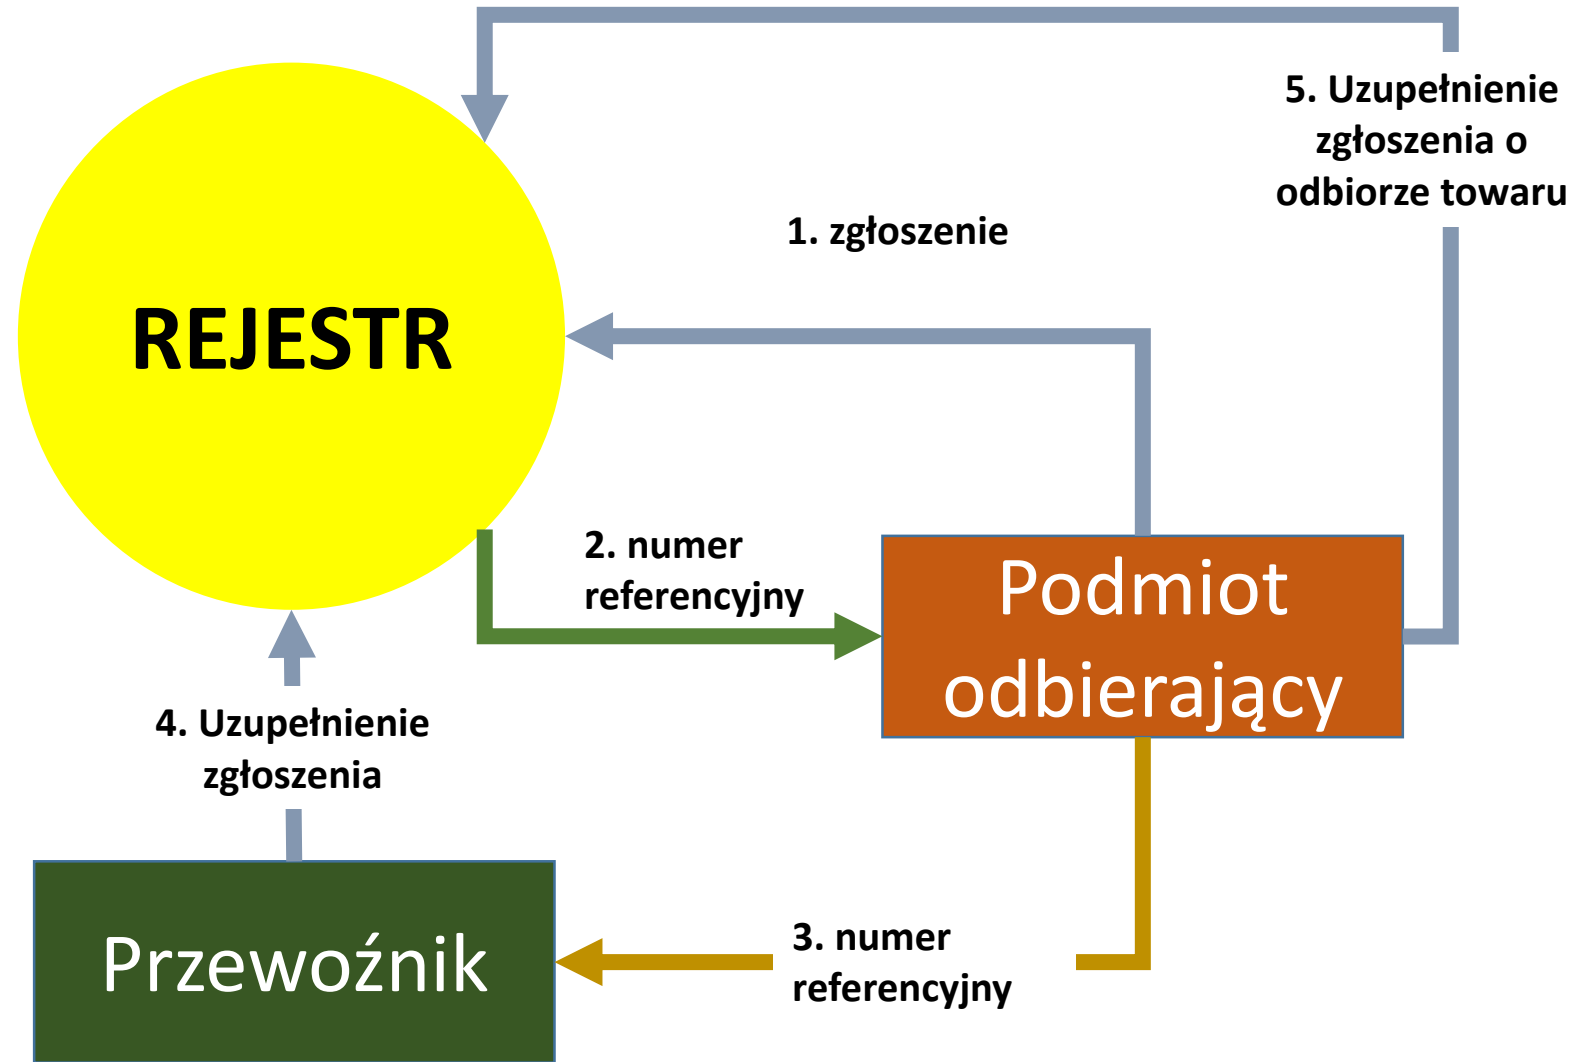 5. Uzupełnienie
zgłoszenia o
odbiorze towaru
1. zgłoszenie
REJESTR
2. numer
referencyjny
Podmiot
odbierający
4. Uzupełnienie
zgłoszenia
3. numer
referencyjny
Przewoźnik